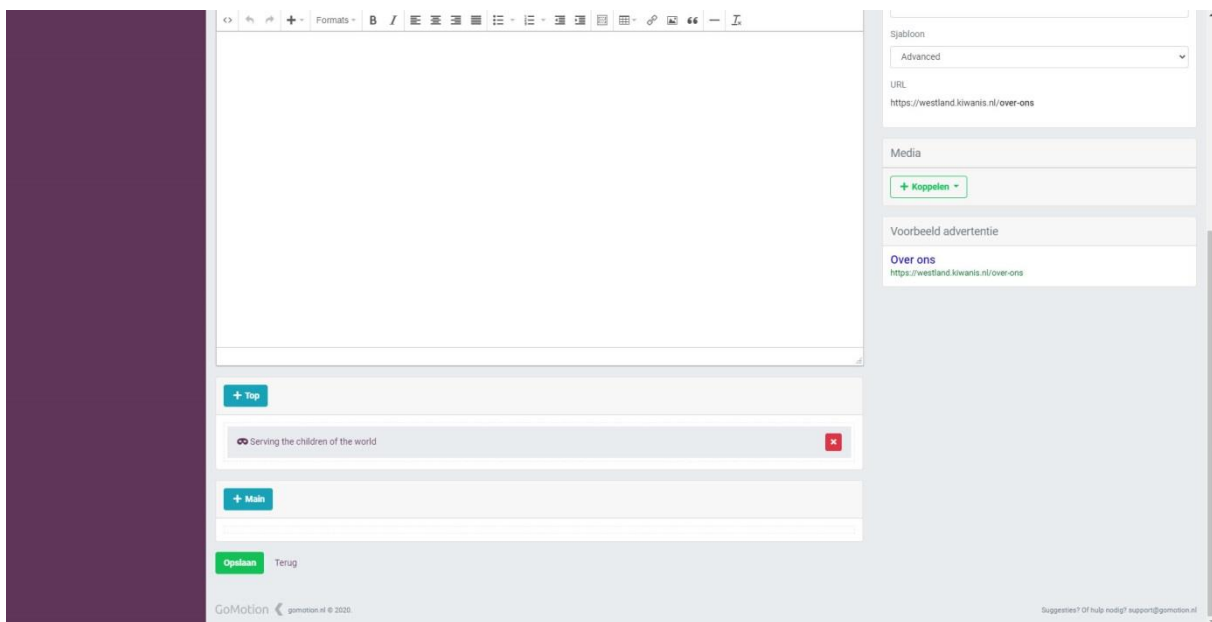 Formats
Sjabloon
Advanced
URL
https://westland.kiwanis.nl/over-ons
Media
+ Koppelen
Voorbeeld advertentie
Over ons
https://westland.kiwanis.nl/over-ons
+ Top
Serving the children of the world
+ Main
Opslaan Terug
GoMotion gomotion.nl © 2020.
Suggesties? Of hulp nodig? support@gomotion.nl